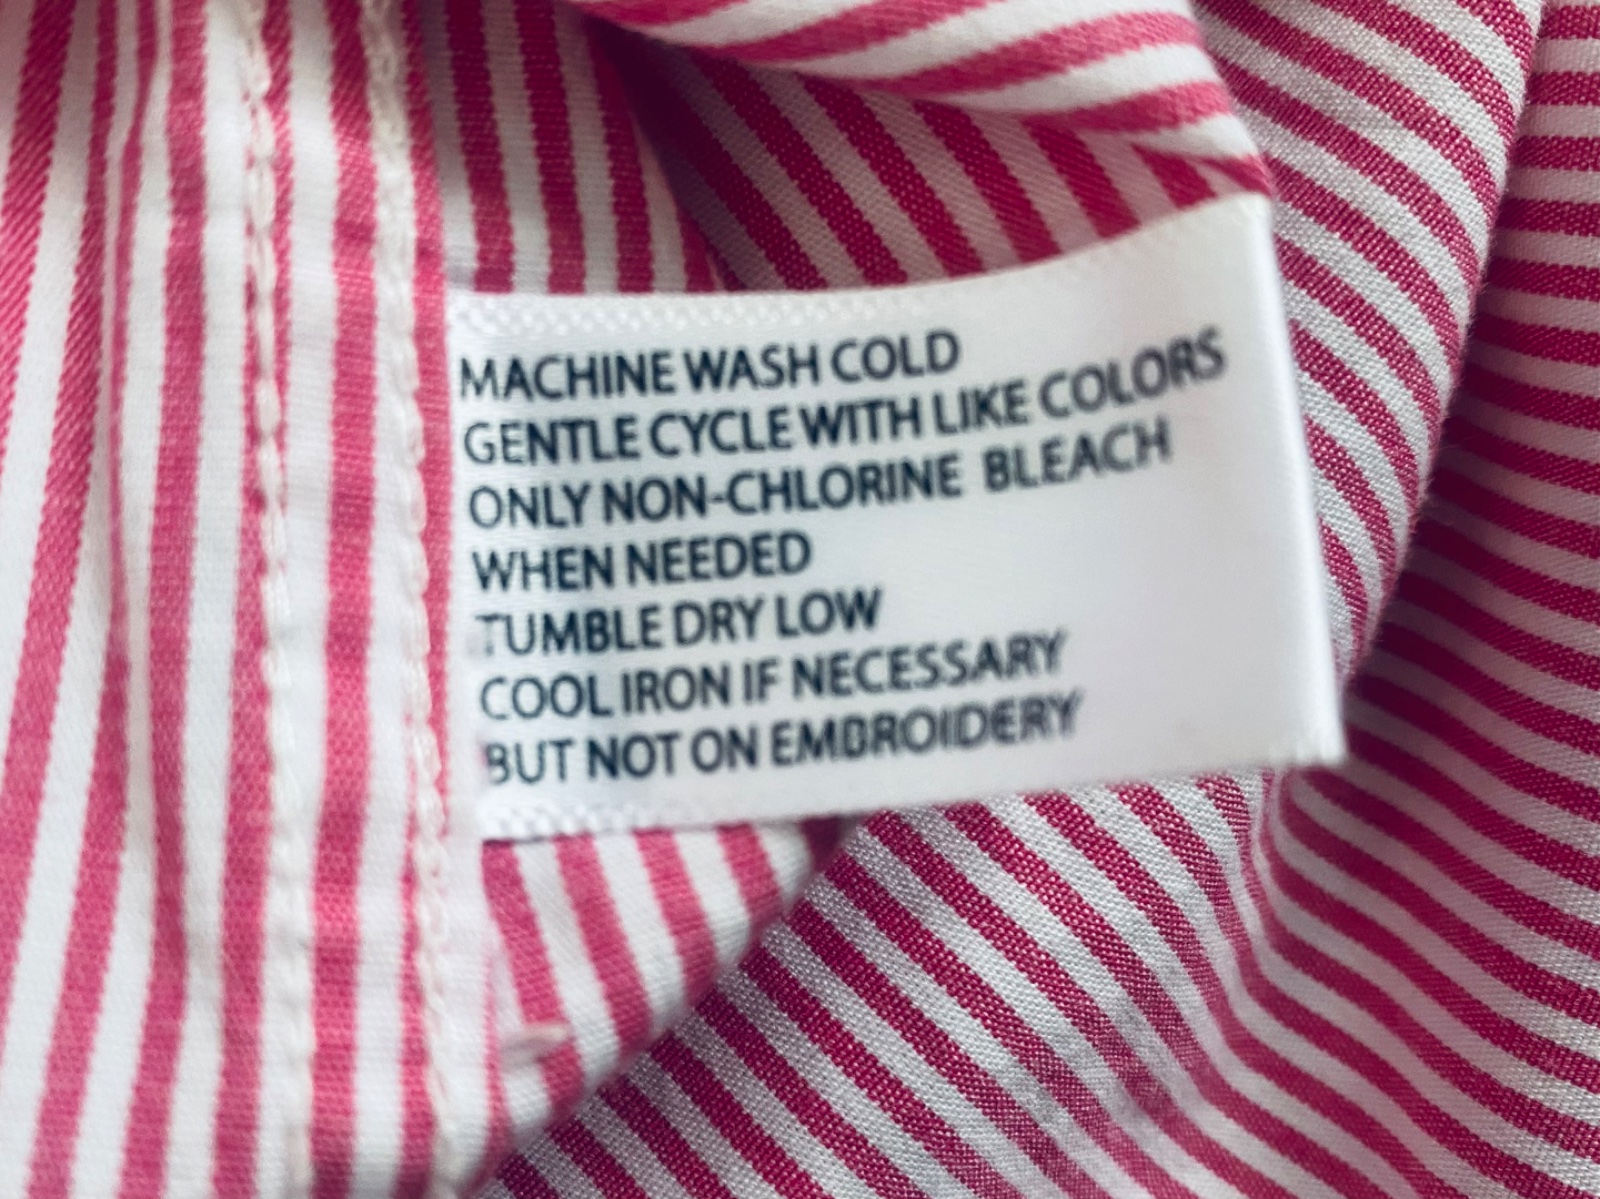 MACHINE WASH COLD
GENTLE CYCLE WITH LIKE COLORS
ONLY NON-CHLORINE BLEACH
WHEN NEEDED
TUMBLE DRY LOW
COOL IRON IF NECESSARY
BUT NOT ON EMBROIDERY